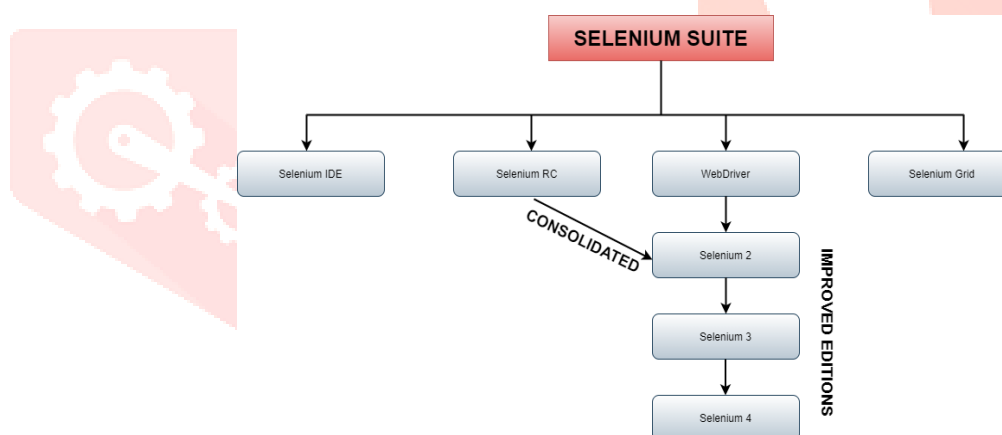 SELENIUM SUITE
Selenium IDE
Selenium RC
WebDriver
Selenium Grid
CONSOLIDATED
Selenium 2
IMPROVED EDITIONS
Selenium 3
Selenium 4